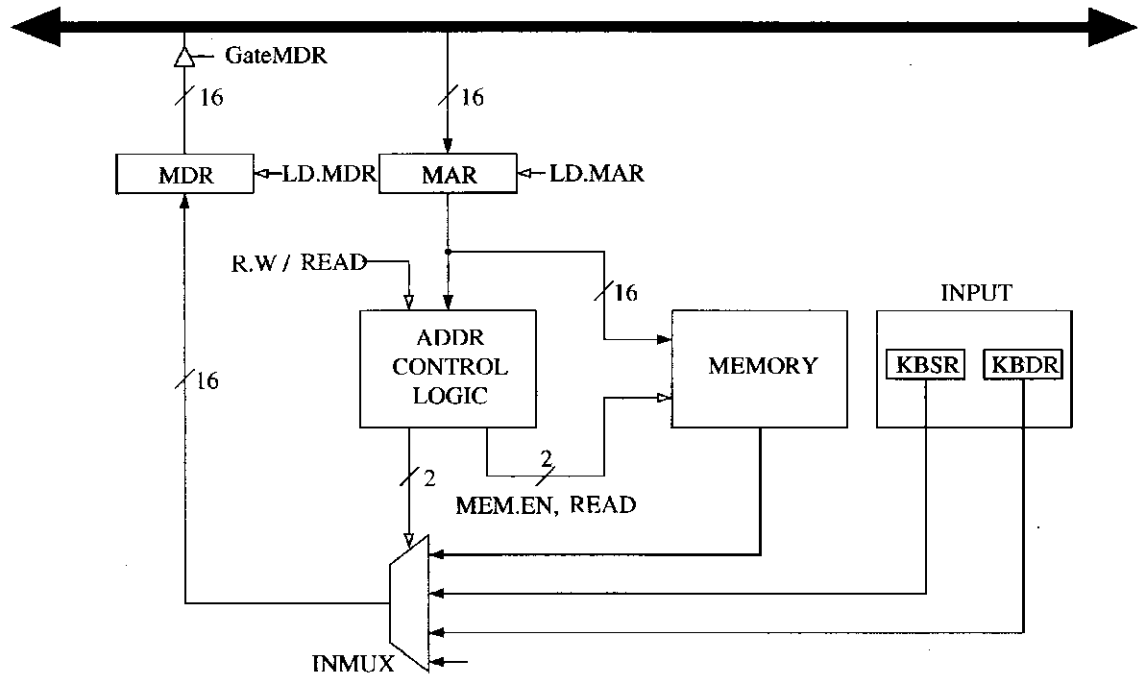 GateMDR
16
16
MDR
LD.MDR
MAR
LD.MAR
R.W / READ
16
INPUT
ADDR
CONTROL
LOGIC
MEMORY
KBSR
KBDR
16
2
2
MEM.EN, READ
INMUX